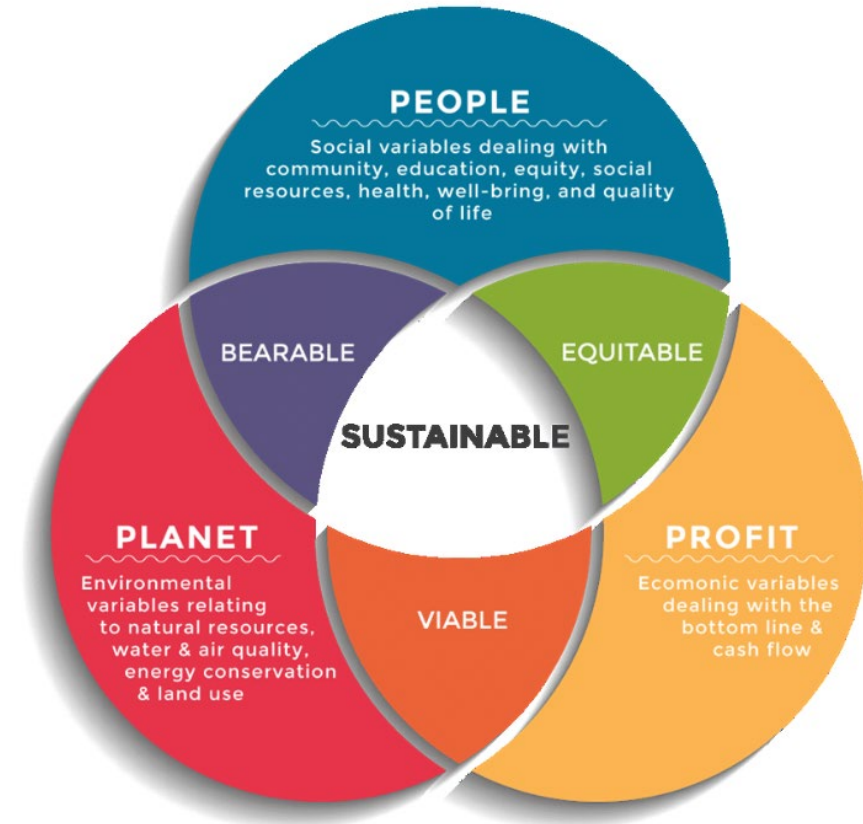 PEOPLE
Social variables dealing with
community, education, equity, social
resources, health, well-bring, and quality
of life
BEARABLE
EQUITABLE
SUSTAINABLE
PLANET
Environmental
variables relating
to natural resources,
water & air quality,
energy conservation
& land use
VIABLE
PROFIT
Ecomonic variables
dealing with the
bottom line &
cash flow